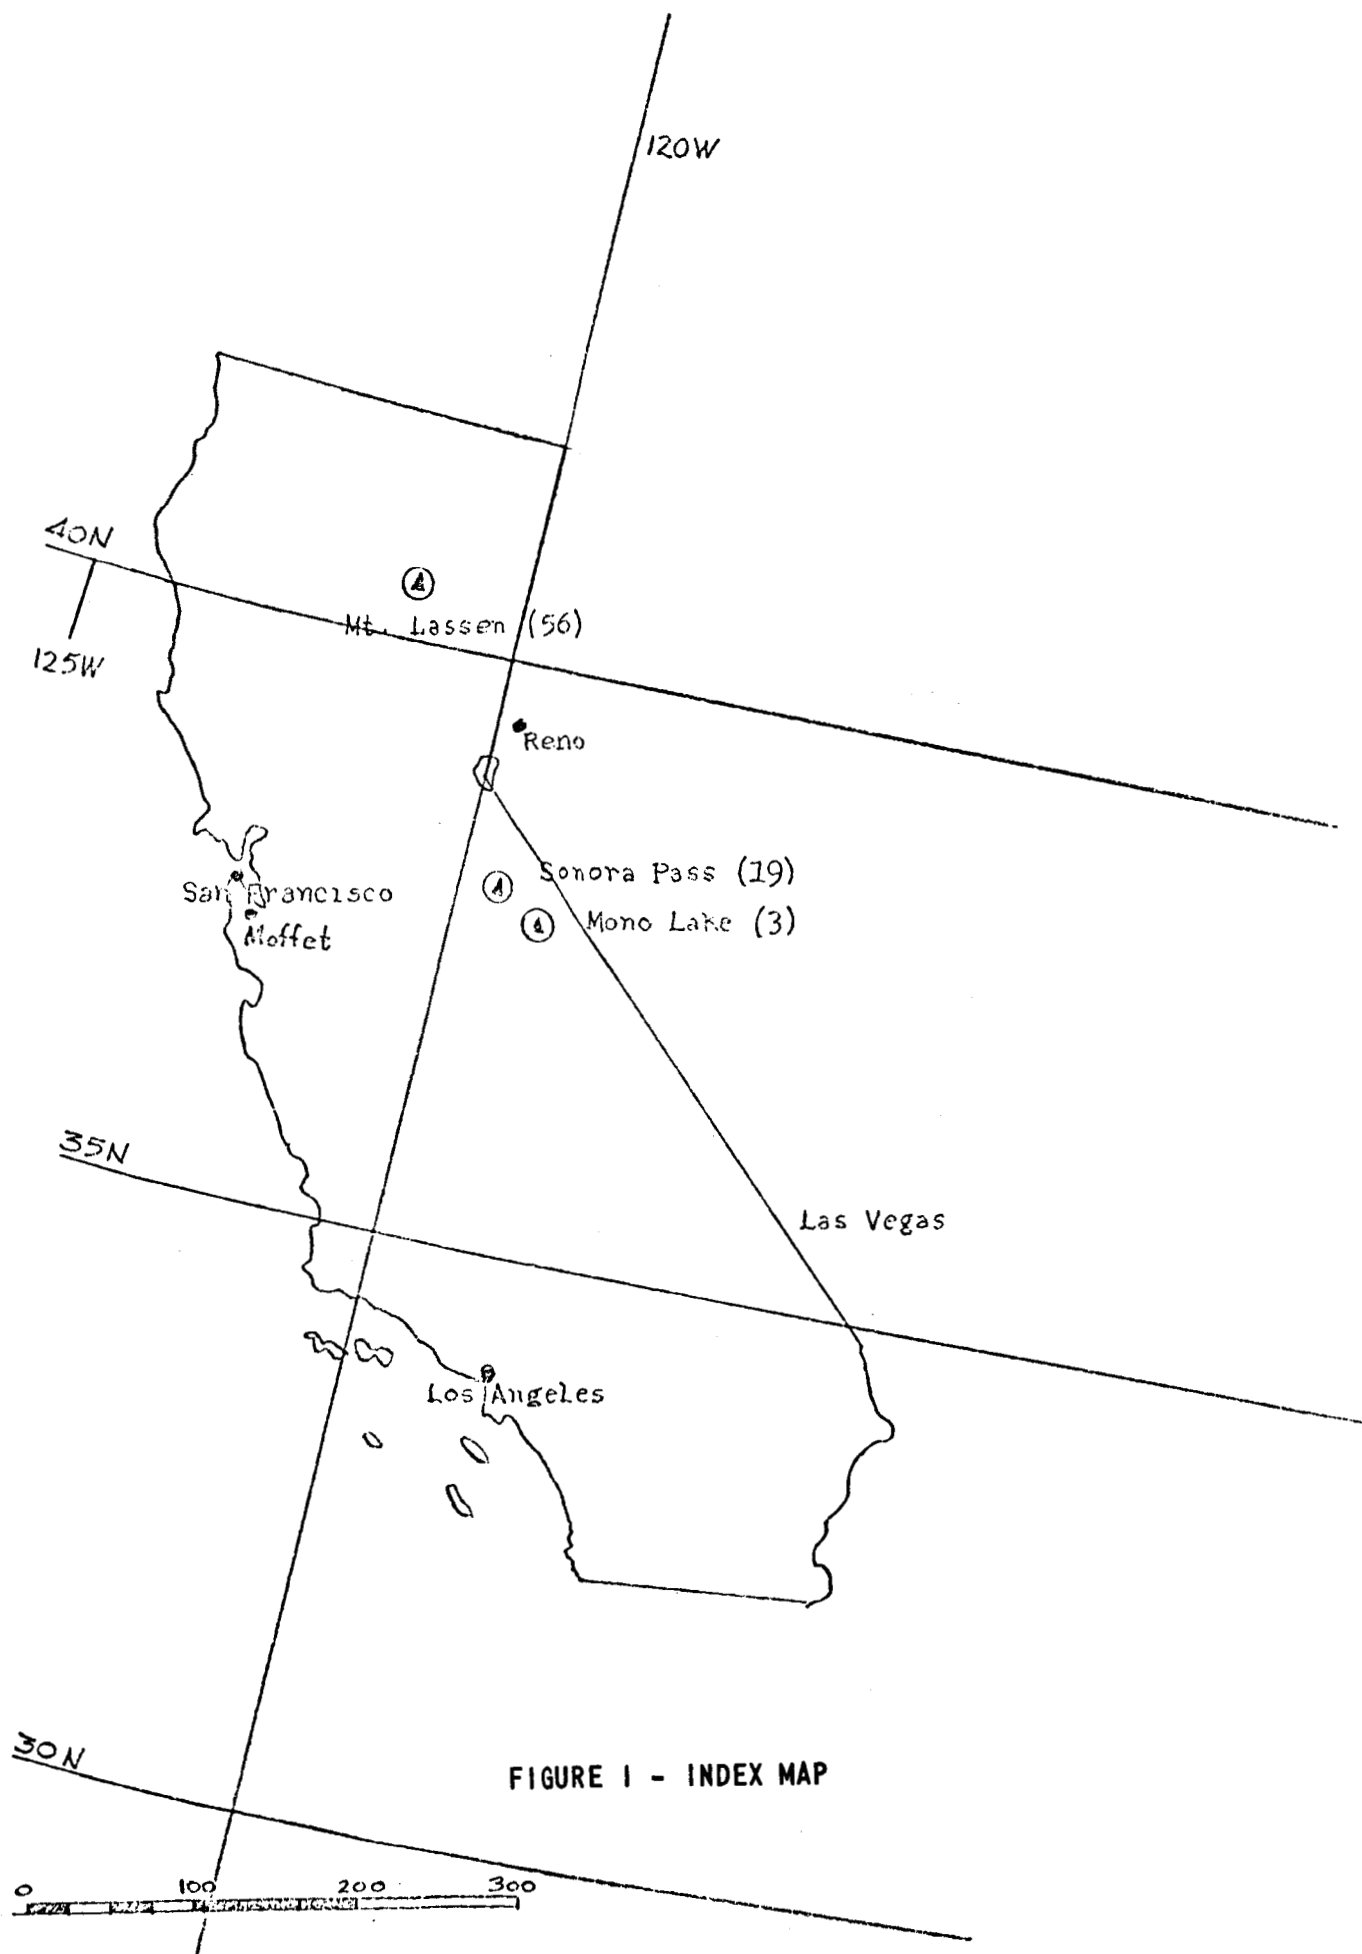 120W
40N
Mt. Lassen (56)
125W
Reno
Sonora Pass (19)
San Francisco
Mono Lake (3)
Moffet
35N
Las Vegas
Los Angeles
30N
FIGURE 1 - INDEX MAP
0 100 200 300